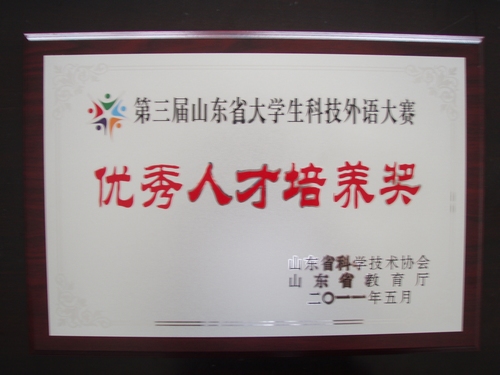 第三届山东省大学生科技外语大赛
优秀人才培养奖
山东省科学技术协会
山东省教育厅
二〇一一年五月